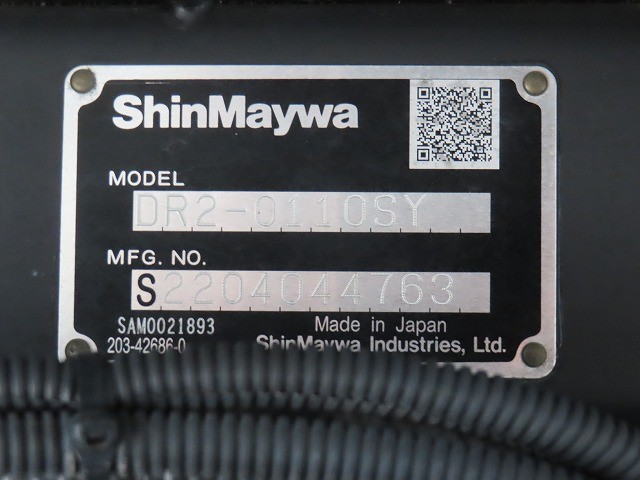 ShinMaywa
MODEL
DR2-0110SY
MFG. NO.
S2204044763
SAM0021893
Made in Japan
203-42686-0
ShinMaywa Industries, Ltd.